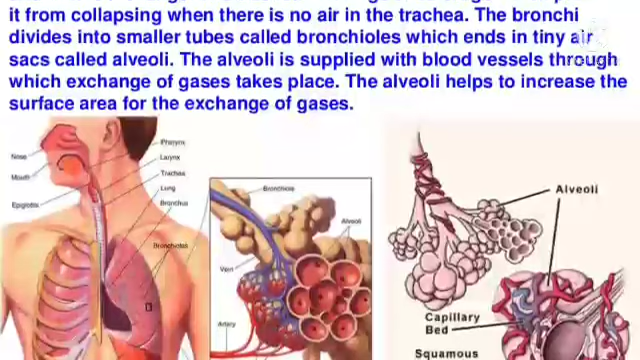 it from collapsing when there is no air in the trachea. The bronchi
divides into smaller tubes called bronchioles which ends in tiny air
sacs called alveoli. The alveoli is supplied with blood vessels through
which exchange of gases takes place. The alveoli helps to increase the
surface area for the exchange of gases.
Nose
Mouth
Epiglottis
Pharynx
Larynx
Trachea
Lung
Bronchus
Bronchioles
Bronchiole
Alveoli
Vein
Artery
Alveoli
Capillary
Bed
Squamous